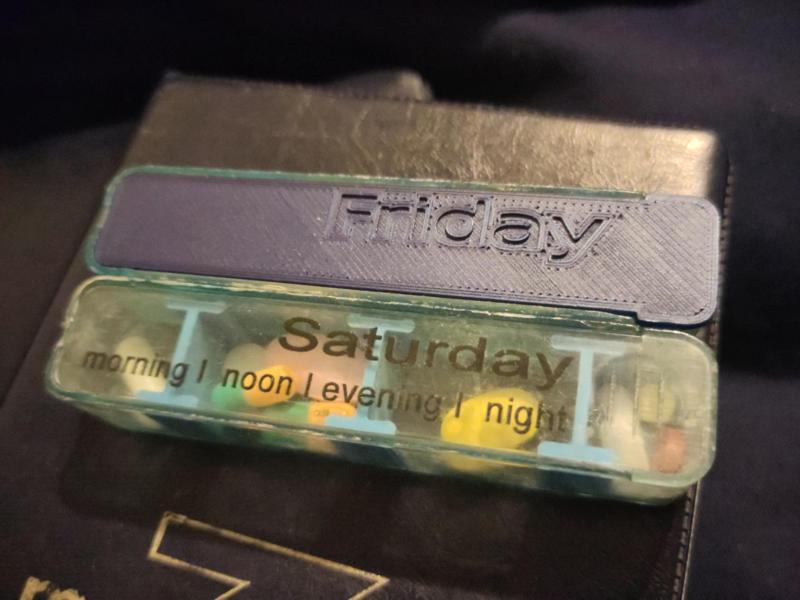 Friday
Saturday
morning | noon | evening | night